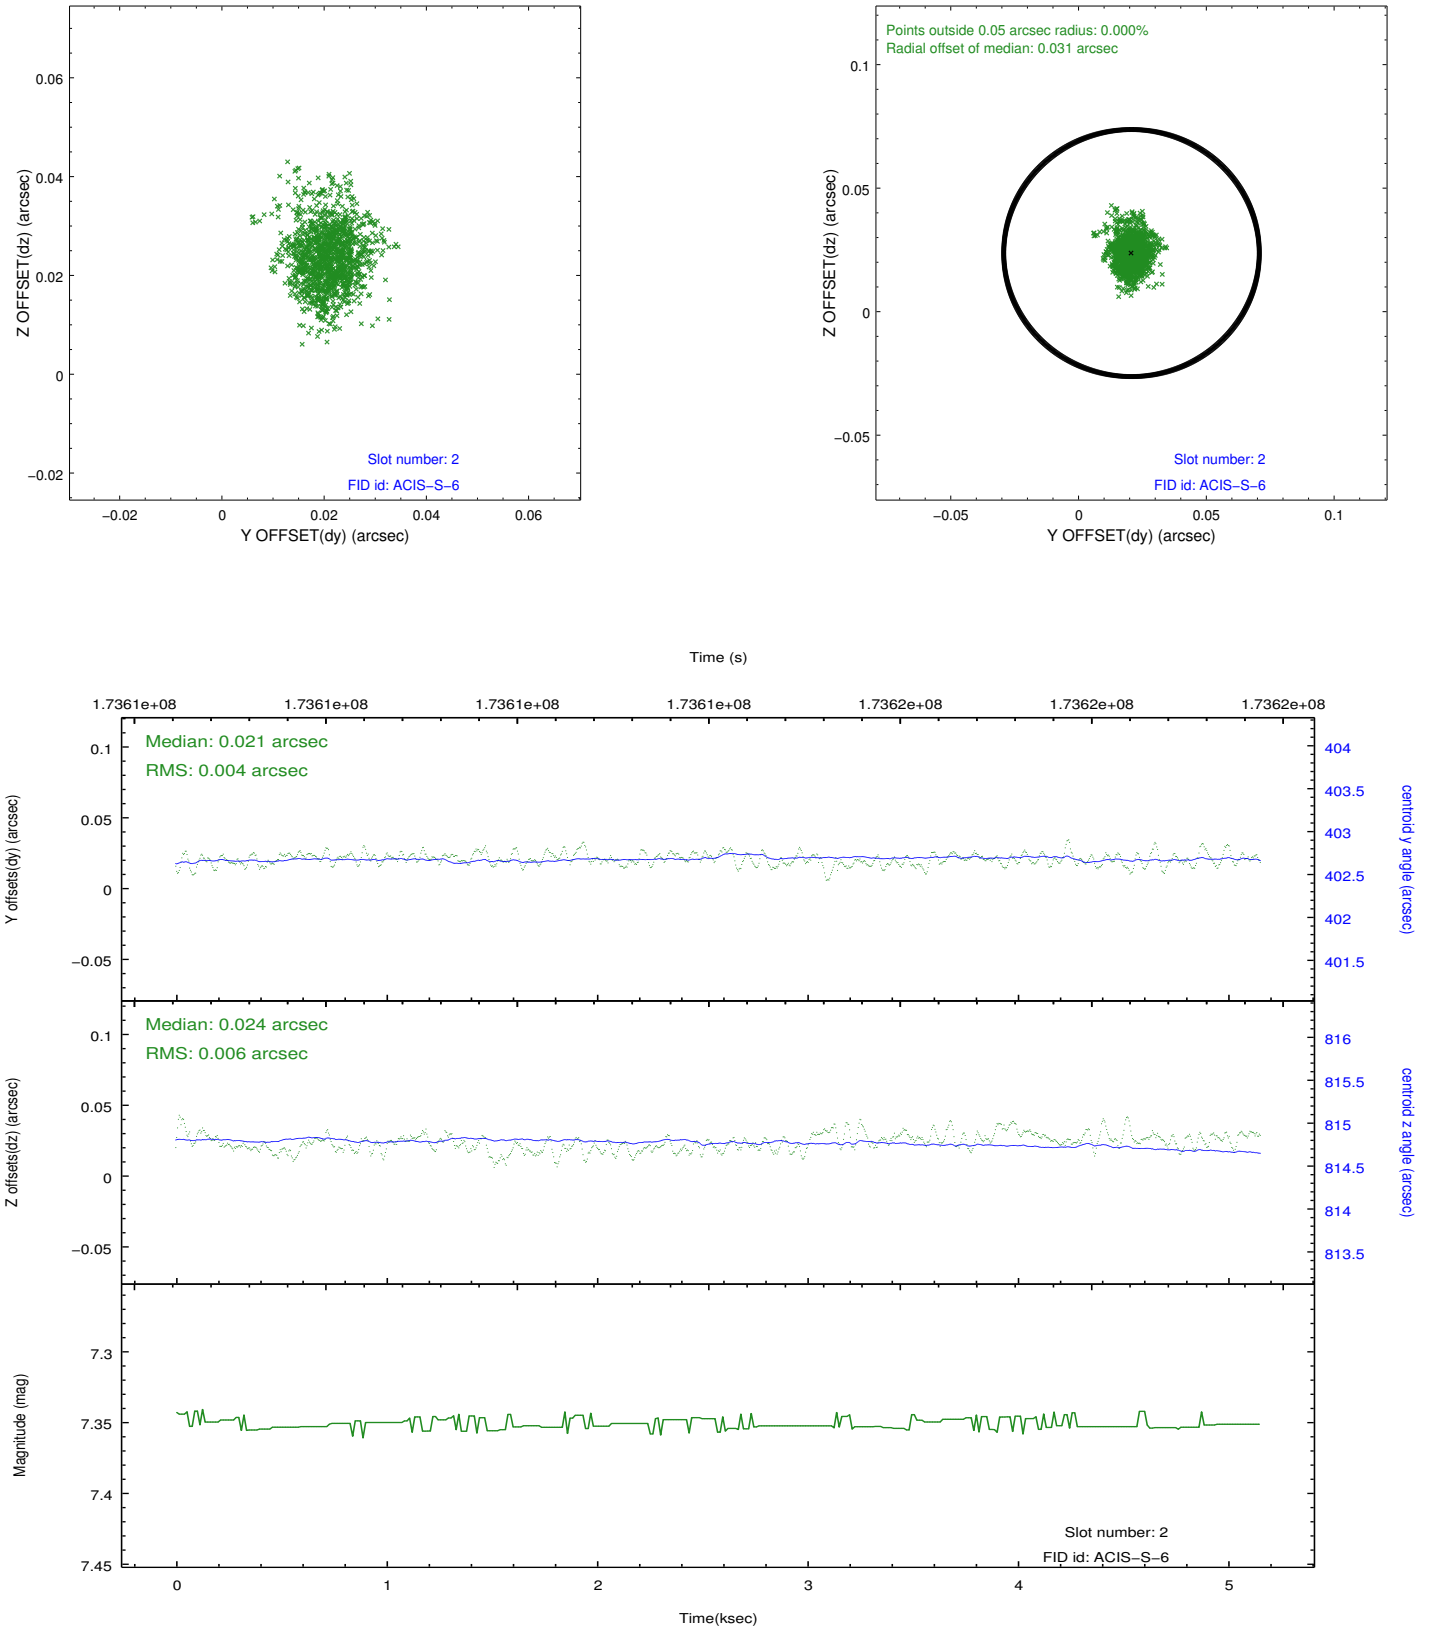 0.06
0.04
0.02
0
−0.02
−0.02
0
0.02
0.04
0.06
Z OFFSET(dz) (arcsec)
Y OFFSET(dy) (arcsec)
Slot number: 2
FID id: ACIS−S−6
Points outside 0.05 arcsec radius: 0.000%
Radial offset of median: 0.031 arcsec
0.1
0.05
0
−0.05
−0.05
0
0.05
0.1
Z OFFSET(dz) (arcsec)
Y OFFSET(dy) (arcsec)
Slot number: 2
FID id: ACIS−S−6
Time (s)
1.7361e+08
1.7361e+08
1.7361e+08
1.7361e+08
1.7362e+08
1.7362e+08
1.7362e+08
Median: 0.021 arcsec
RMS: 0.004 arcsec
0.1
0.05
0
−0.05
Y offsets(dy) (arcsec)
404
403.5
403
402.5
402
401.5
centroid y angle (arcsec)
Median: 0.024 arcsec
RMS: 0.006 arcsec
0.1
0.05
0
−0.05
Z offsets(dz) (arcsec)
816
815.5
815
814.5
814
813.5
centroid z angle (arcsec)
7.3
7.35
7.4
7.45
Magnitude (mag)
Slot number: 2
FID id: ACIS−S−6
0
1
2
3
4
5
Time(ksec)